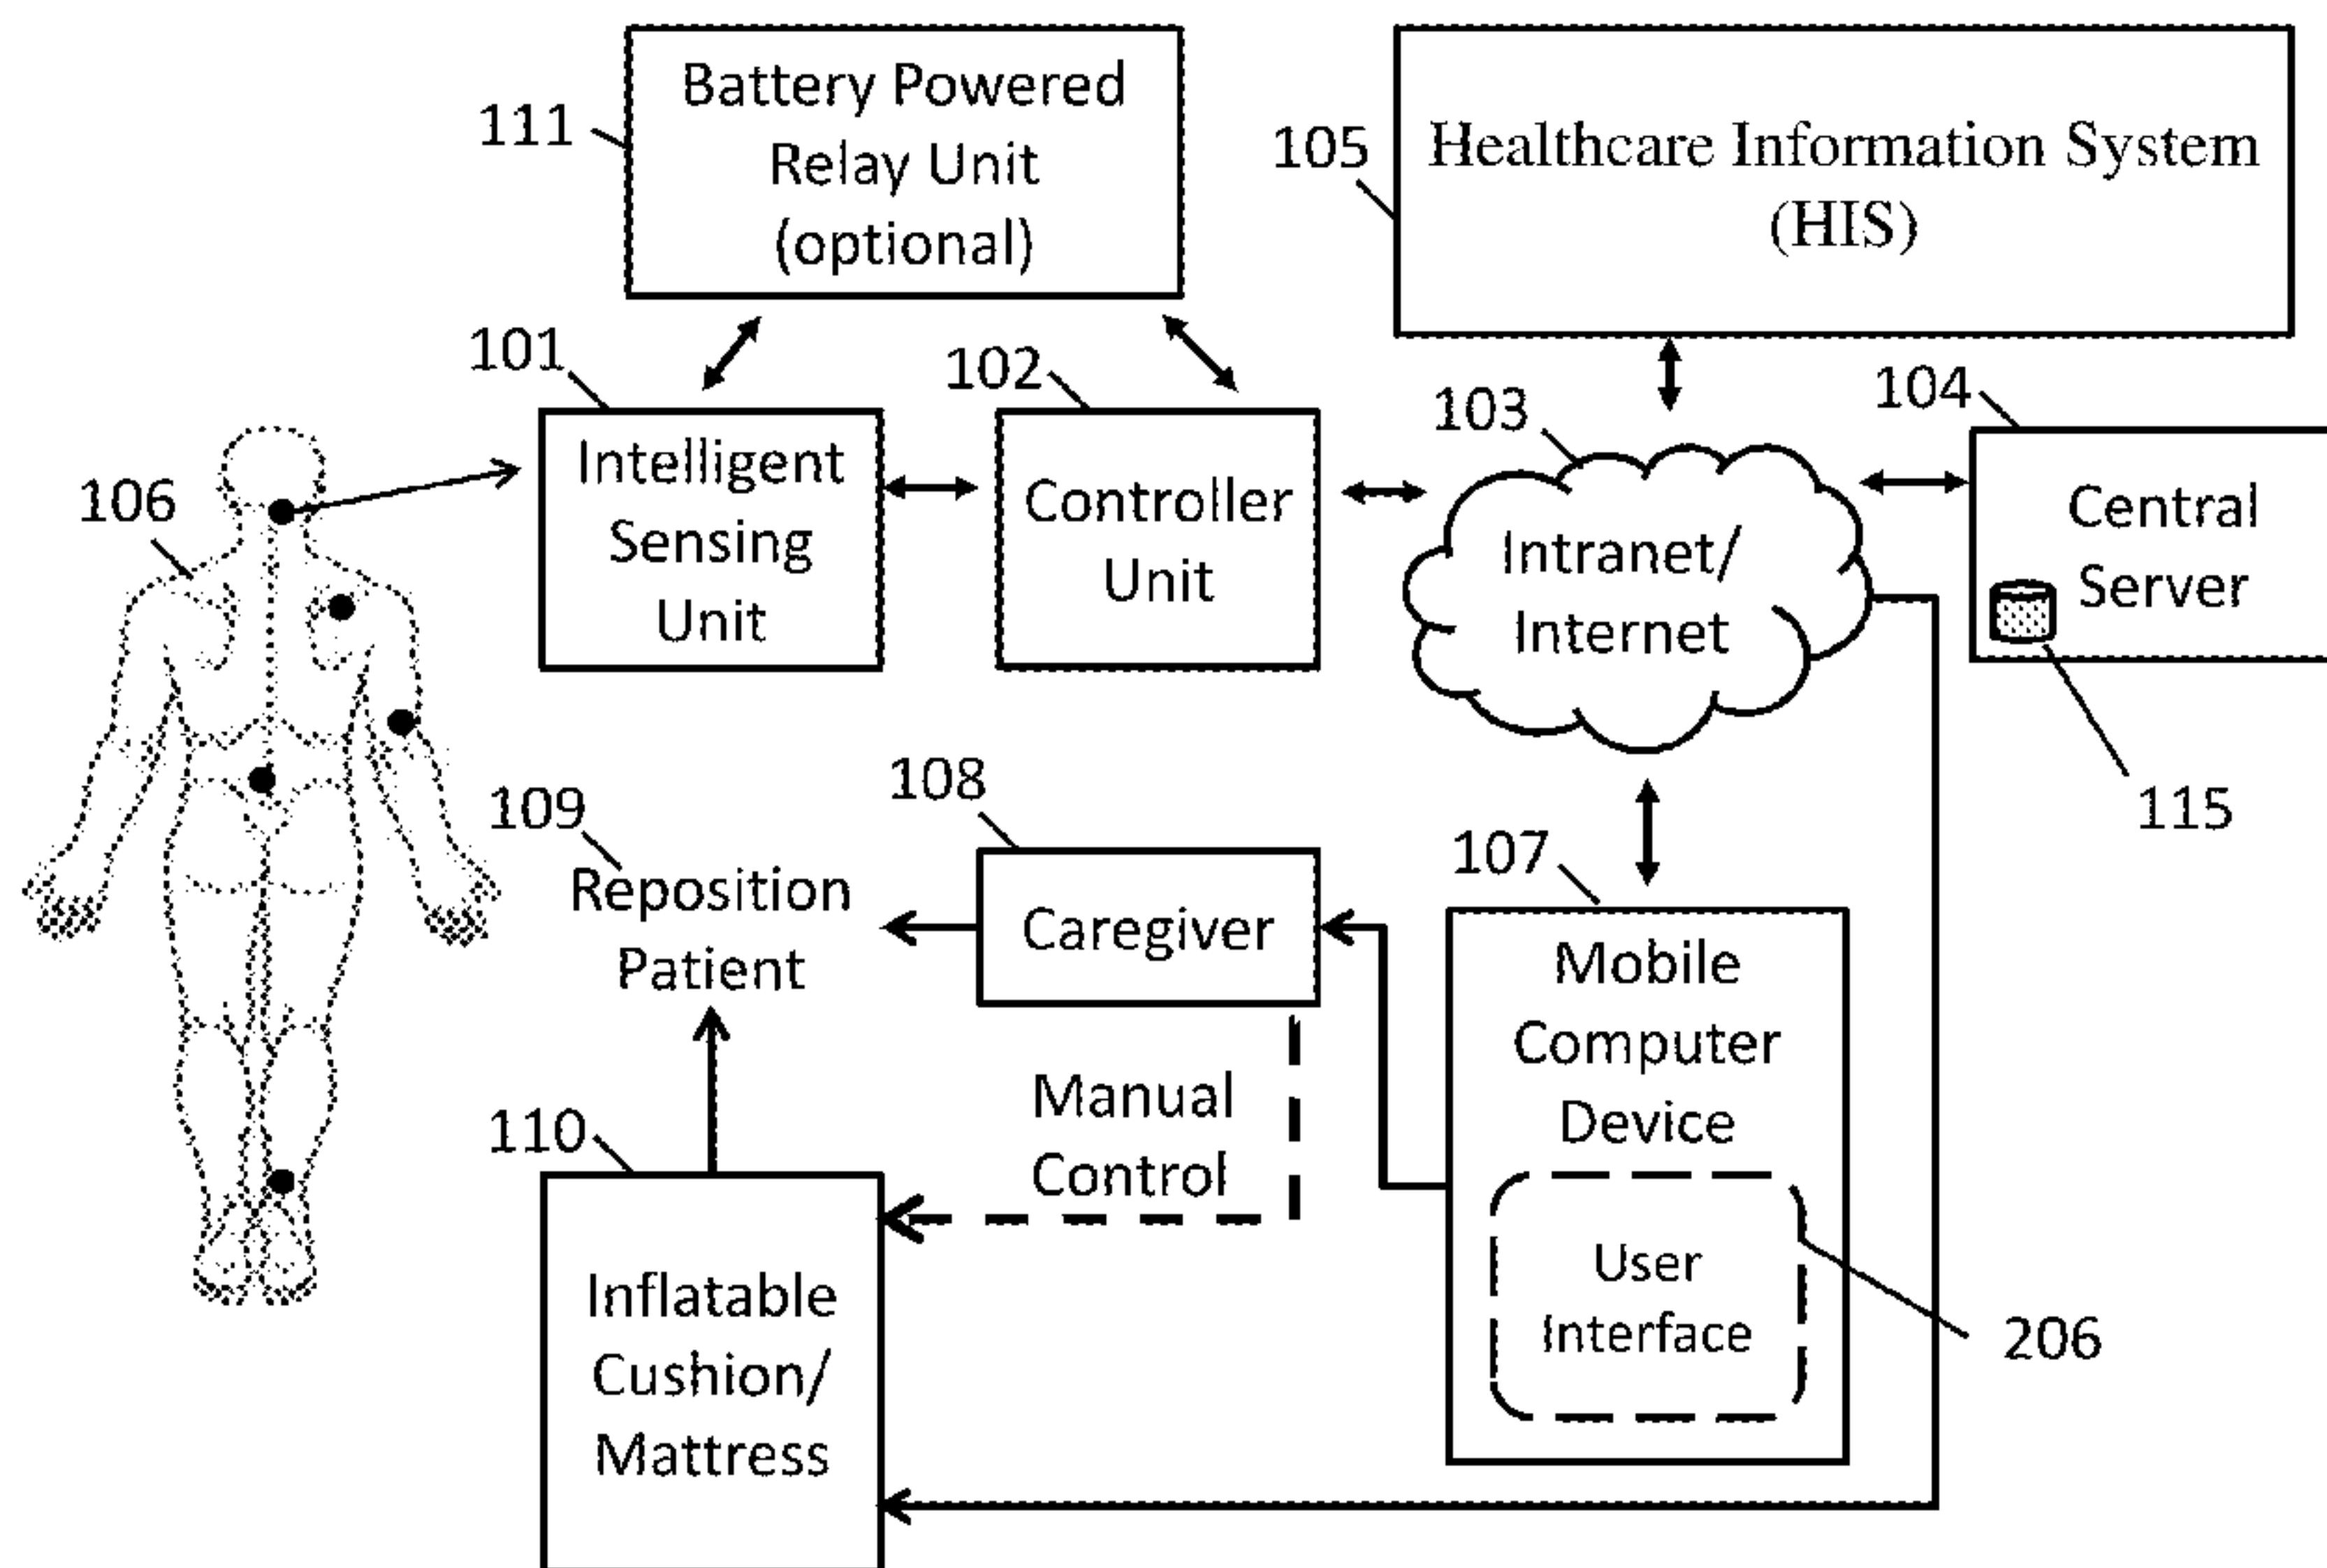 111
Battery Powered
Relay Unit
(optional)
105
Healthcare Information System
(HIS)
101
Intelligent
Sensing
Unit
102
Controller
Unit
103
Intranet/
Internet
104
Central
Server
115
106
109
Reposition
Patient
108
Caregiver
107
Mobile
Computer
Device
User
Interface
206
Manual
Control
110
Inflatable
Cushion/
Mattress